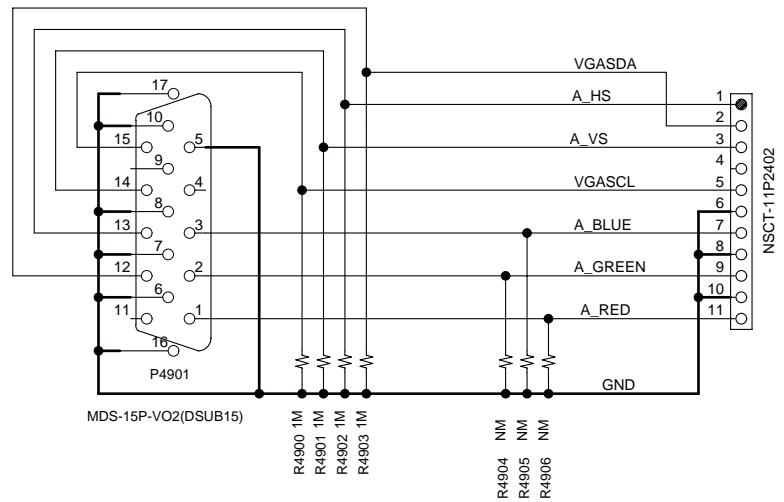 VGASDA
A_HS
A_VS
VGASCL
A_BLUE
A_GREEN
A_RED
GND
17
10
5
15
9
4
14
8
3
13
7
2
12
6
1
11
16
P4901
MDS-15P-VO2(DSUB15)
1
2
3
4
5
6
7
8
9
10
11
NSCT-11P2402
R4900 1M
R4901 1M
R4902 1M
R4903 1M
R4904 NM
R4905 NM
R4906 NM